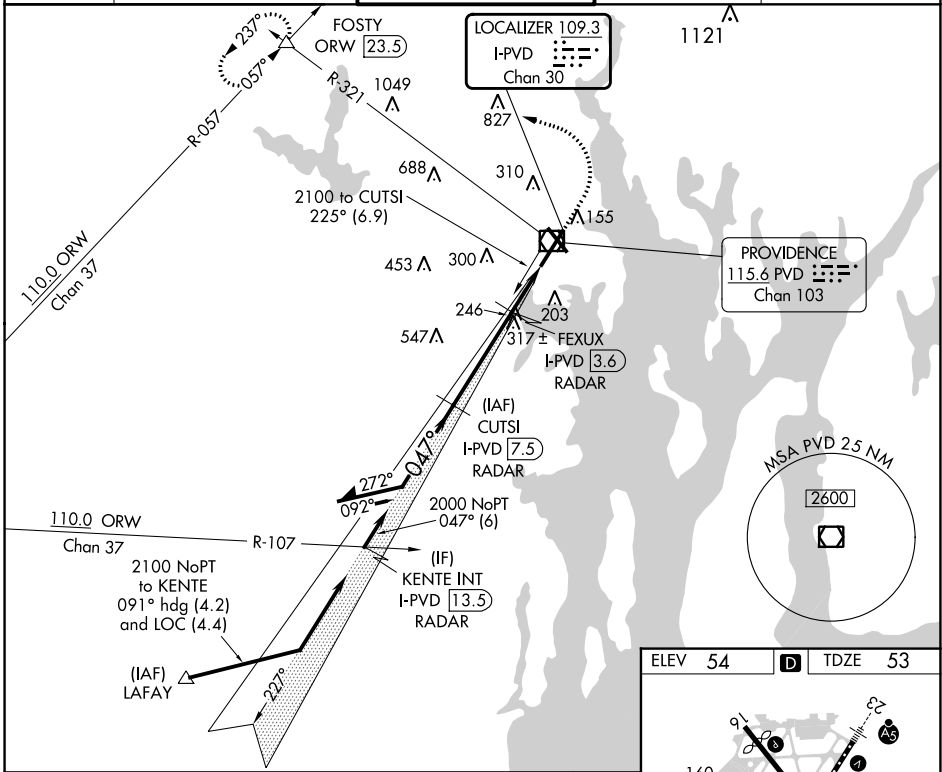 237°
057°
FOSTY
ORW 23.5
R-321
R-057
1049
LOCALIZER 109.3
I-PVD
Chan 30
1121
827
688
310
155
2100 to CUTSI
225° (6.9)
110.0 ORW
Chan 37
453
300
PROVIDENCE
115.6 PVD
Chan 103
246
203
547
317 ±
FEXUX
I-PVD 3.6
RADAR
(IAF)
CUTSI
I-PVD 7.5
RADAR
047°
272°
092°
2000 NoPT
047° (6)
MSA PVD 25 NM
2600
110.0 ORW
Chan 37
R-107
(IF)
KENTE INT
I-PVD 13.5
RADAR
2100 NoPT
to KENTE
091° hdg (4.2)
and LOC (4.4)
(IAF)
LAFAY
227°
ELEV 54 D TDZE 53
16
23
A5
160